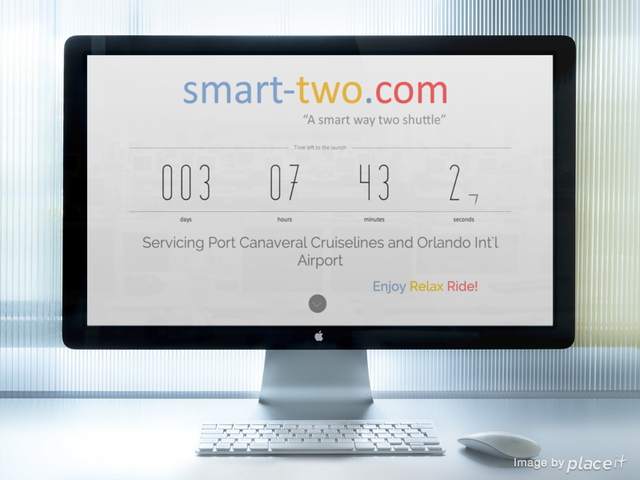 smart-two.com
“A smart way two shuttle”
Time left to the launch
003 07 43 2
days hours minutes seconds
Servicing Port Canaveral Cruiselines and Orlando Int'l
Airport
Enjoy Relax Ride!
Image by placeit